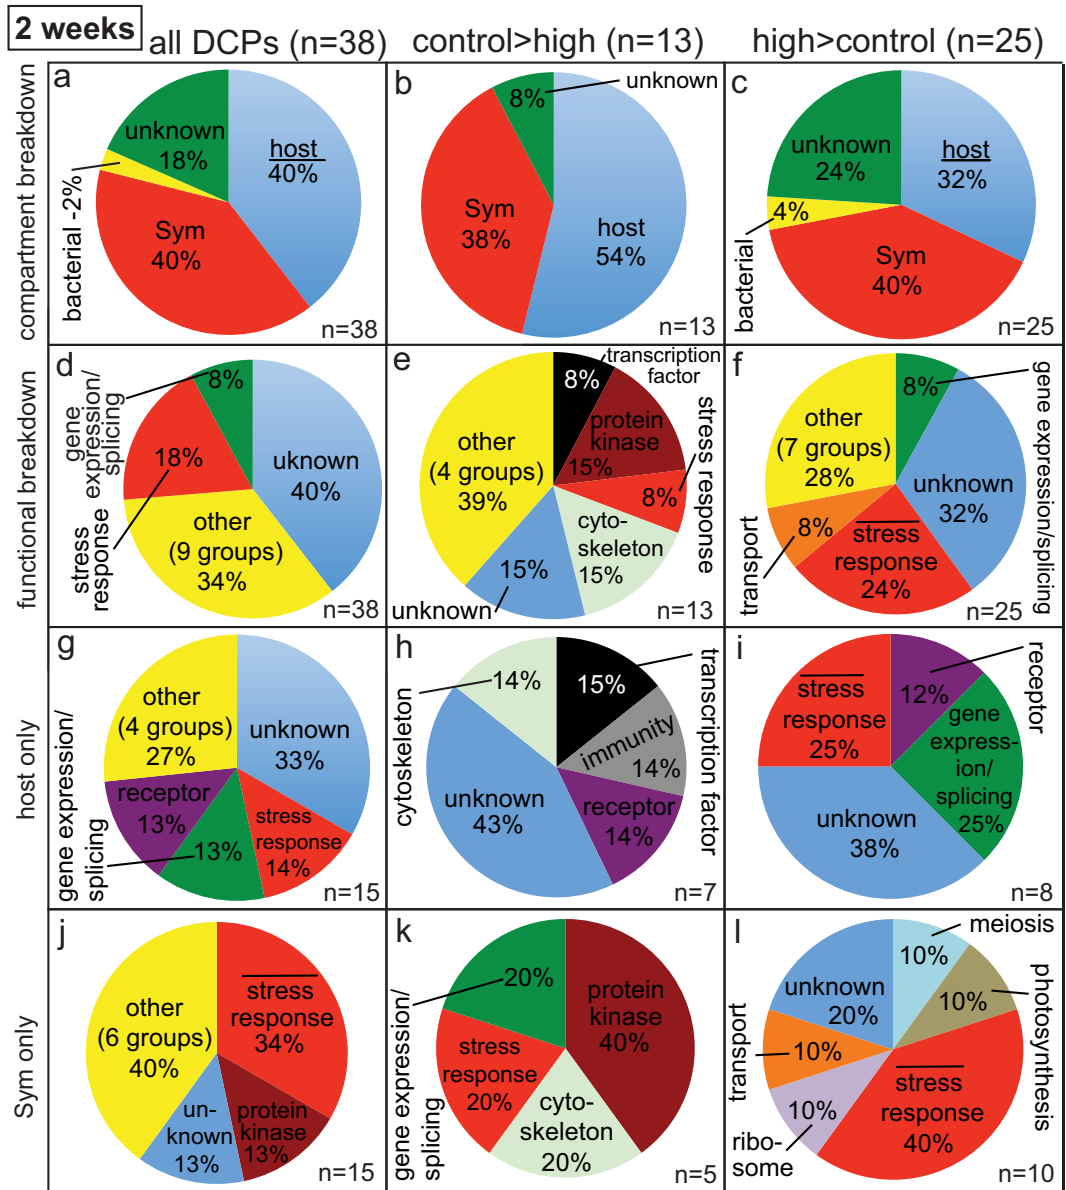 2 weeks
all DCPs (n=38)
control>high (n=13)
high>control (n=25)
compartment breakdown
a
unknown
18%
host
40%
bacterial -2%
Sym
40%
n=38
b
8%
unknown
Sym
38%
host
54%
n=13
c
unknown
24%
host
32%
4%
bacterial
Sym
40%
n=25
functional breakdown
d
gene
expression/
splicing
8%
18%
uknown
40%
stress
response
other
(9 groups)
34%
n=38
e
transcription
factor
8%
protein
kinase
15%
stress response
8%
other
(4 groups)
39%
cyto-
skeleton
15%
15%
unknown
n=13
f
8%
gene expression/splicing
other
(7 groups)
28%
unknown
32%
transport
8%
stress
response
24%
n=25
host only
g
other
(4 groups)
27%
unknown
33%
gene expression/
splicing
receptor
13%
13%
stress
response
14%
n=15
h
cytoskeleton
14%
15%
transcription factor
immunity
14%
unknown
43%
receptor
14%
n=7
i
stress
response
25%
12%
receptor
gene
express-
ion/
splicing
25%
unknown
38%
n=8
Sym only
j
other
(6 groups)
40%
stress
response
34%
un-
known
13%
protein
kinase
13%
n=15
k
gene expression/
splicing
20%
protein
kinase
40%
stress
response
20%
cyto-
skeleton
20%
n=5
l
meiosis
10%
unknown
20%
10%
photosynthesis
transport
10%
10%
ribo-
some
stress
response
40%
n=10